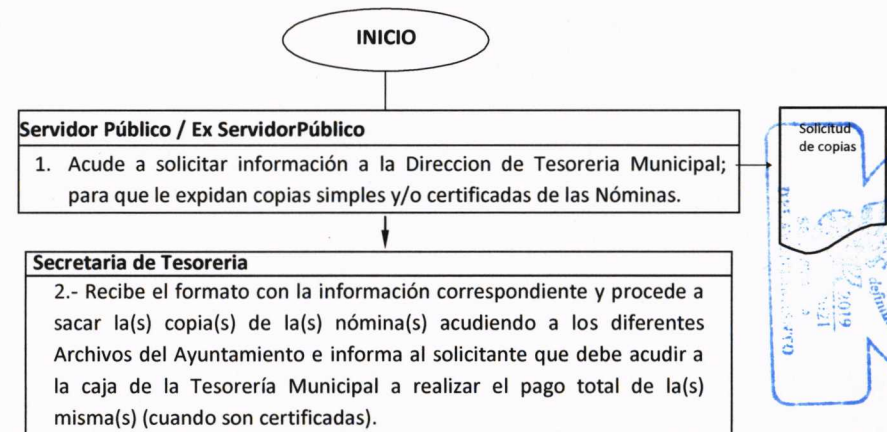 INICIO
Servidor Público / Ex ServidorPúblico
1. Acude a solicitar información a la Direccion de Tesoreria Municipal;
para que le expidan copias simples y/o certificadas de las Nóminas.
Solicitud
de copias
Secretaria de Tesoreria
2.- Recibe el formato con la información correspondiente y procede a
sacar la(s) copia(s) de la(s) nómina(s) acudiendo a los diferentes
Archivos del Ayuntamiento e informa al solicitante que debe acudir a
la caja de la Tesorería Municipal a realizar el pago total de la(s)
misma(s) (cuando son certificadas).